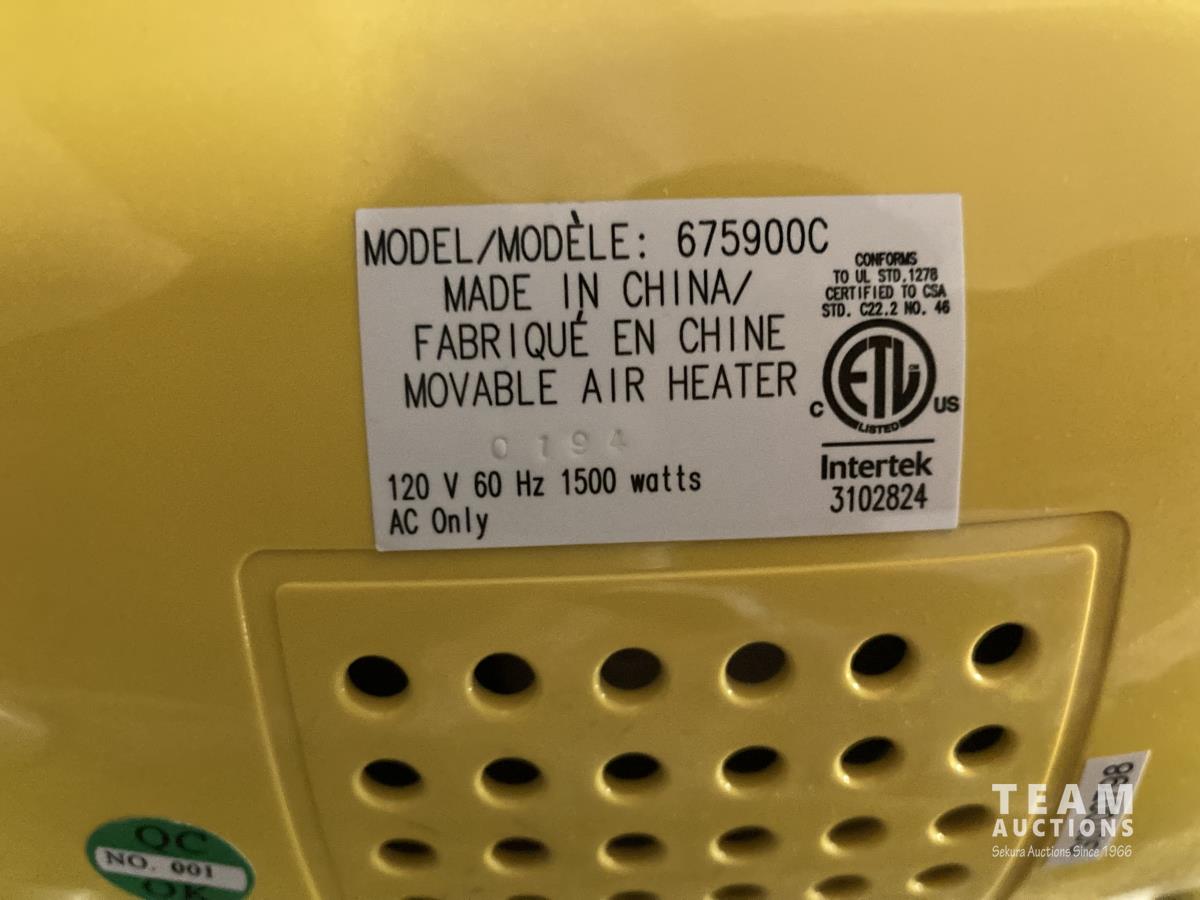 MODEL/MODÈLE: 675900C
MADE IN CHINA/
FABRIQUÉ EN CHINE
MOVABLE AIR HEATER
0194
120 V 60 Hz 1500 watts
AC Only
CONFORMS
TO UL STD.1278
CERTIFIED TO CSA
STD. C22.2 NO. 46
ETL
C US
LISTED
Intertek
3102824
QC
NO. 001
OK
TEAM
AUCTIONS
Sekura Auctions Since 1966